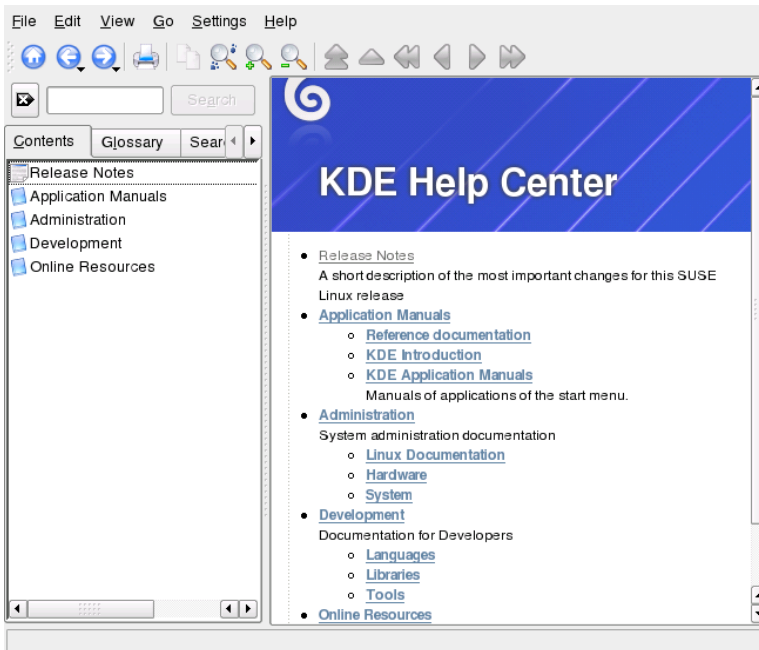 File Edit View Go Settings Help
Search
Contents Glossary Sear
Release Notes
Application Manuals
Administration
Development
Online Resources
KDE Help Center
Release Notes
A short description of the most important changes for this SUSE
Linux release
Application Manuals
Reference documentation
KDE Introduction
KDE Application Manuals
Manuals of applications of the start menu.
Administration
System administration documentation
Linux Documentation
Hardware
System
Development
Documentation for Developers
Languages
Libraries
Tools
Online Resources